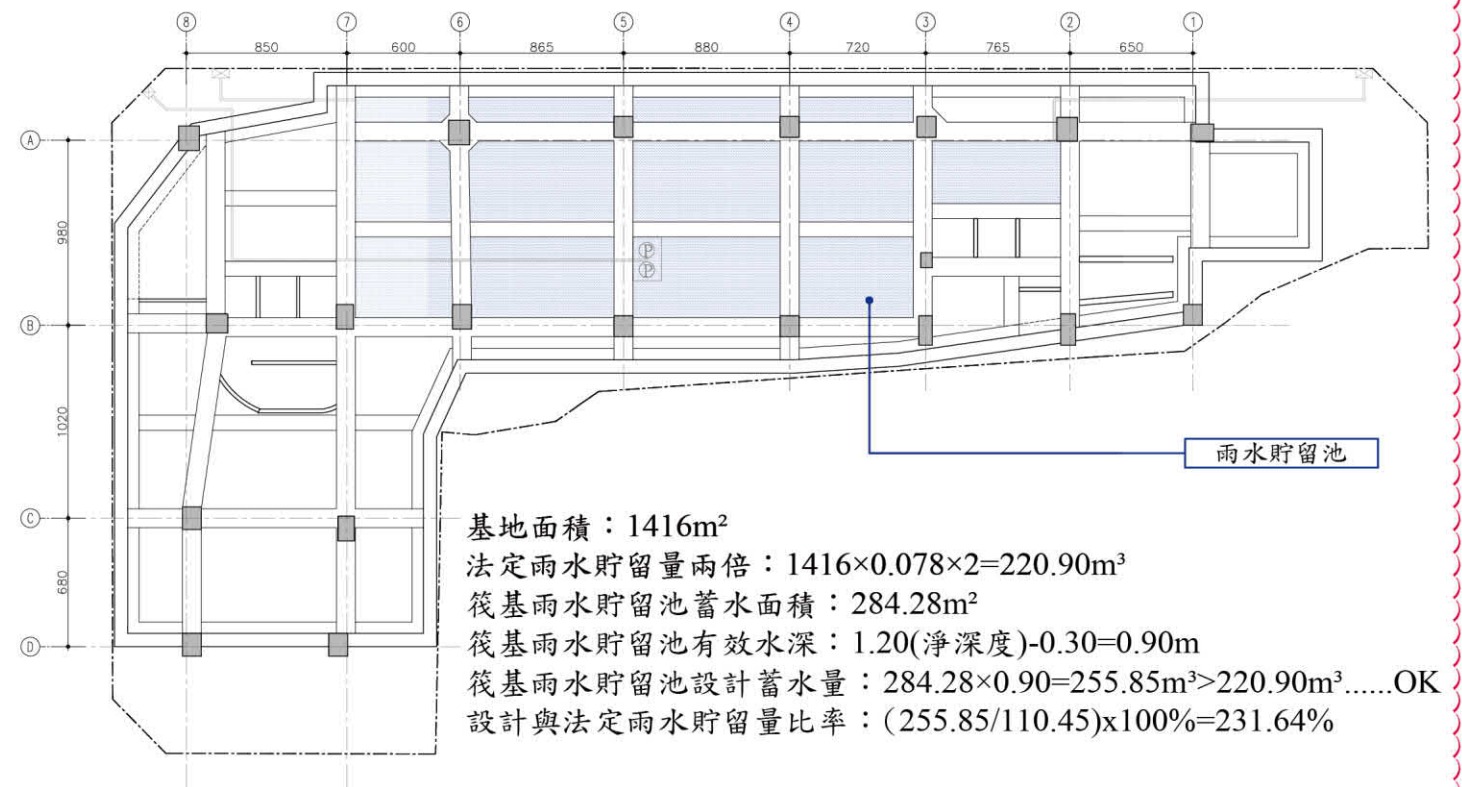 8 7 6 5 4 3 2 1
850 600 865 880 720 765 650
A
980
P
P
B
1020
雨水貯留池
C
680
D
基地面積：1416m²
法定雨水貯留量兩倍：1416×0.078×2=220.90m³
筏基雨水貯留池蓄水面積：284.28m²
筏基雨水貯留池有效水深：1.20(淨深度)-0.30=0.90m
筏基雨水貯留池設計蓄水量：284.28×0.90=255.85m³>220.90m³......OK
設計與法定雨水貯留量比率：(255.85/110.45)x100%=231.64%